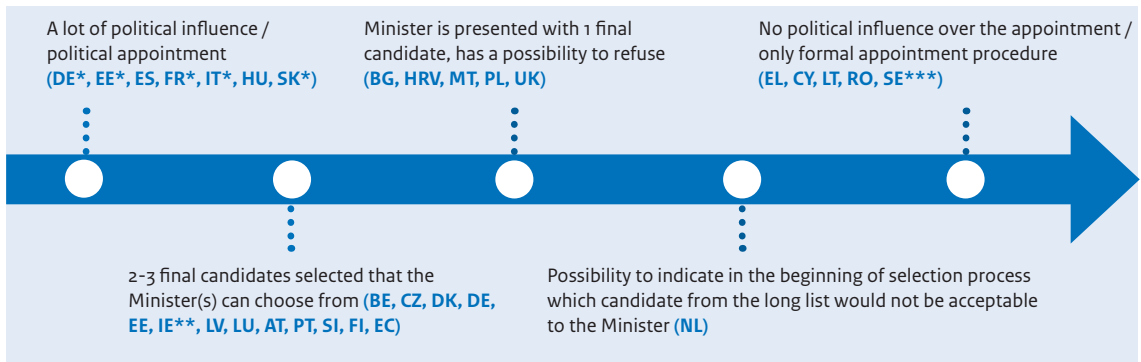 A lot of political influence /
political appointment
(DE*, EE*, ES, FR*, IT*, HU, SK*)
Minister is presented with 1 final
candidate, has a possibility to refuse
(BG, HRV, MT, PL, UK)
No political influence over the appointment /
only formal appointment procedure
(EL, CY, LT, RO, SE***)
2-3 final candidates selected that the
Minister(s) can choose from (BE, CZ, DK, DE,
EE, IE**, LV, LU, AT, PT, SI, FI, EC)
Possibility to indicate in the beginning of selection process
which candidate from the long list would not be acceptable
to the Minister (NL)